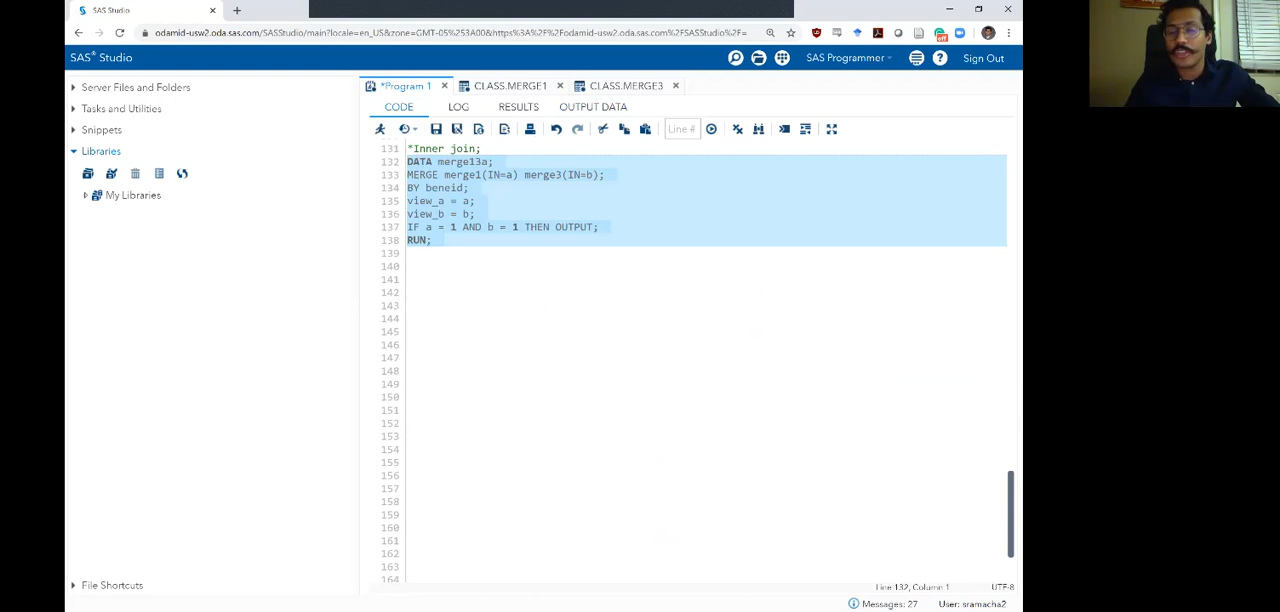 SAS Studio
odamid-usw2.oda.sas.com/SASStudio/main?locale=en_US&zone=GMT-05%253A00&https%3A%2F%2Fodamid-usw2.oda.sas.com%2FSASStudio%2F=
SAS® Studio
SAS Programmer
Sign Out
Server Files and Folders
Tasks and Utilities
Snippets
Libraries
My Libraries
File Shortcuts
*Program 1
CLASS.MERGE1
CLASS.MERGE3
CODE
LOG
RESULTS
OUTPUT DATA
Line #
131 *Inner join;
132 DATA merge13a;
133 MERGE merge1(IN=a) merge3(IN=b);
134 BY beneid;
135 view_a = a;
136 view_b = b;
137 IF a = 1 AND b = 1 THEN OUTPUT;
138 RUN;
139
140
141
142
143
144
145
146
147
148
149
150
151
152
153
154
155
156
157
158
159
160
161
162
163
164
Line 132, Column 1
UTF-8
Messages: 27
User: sramacha2